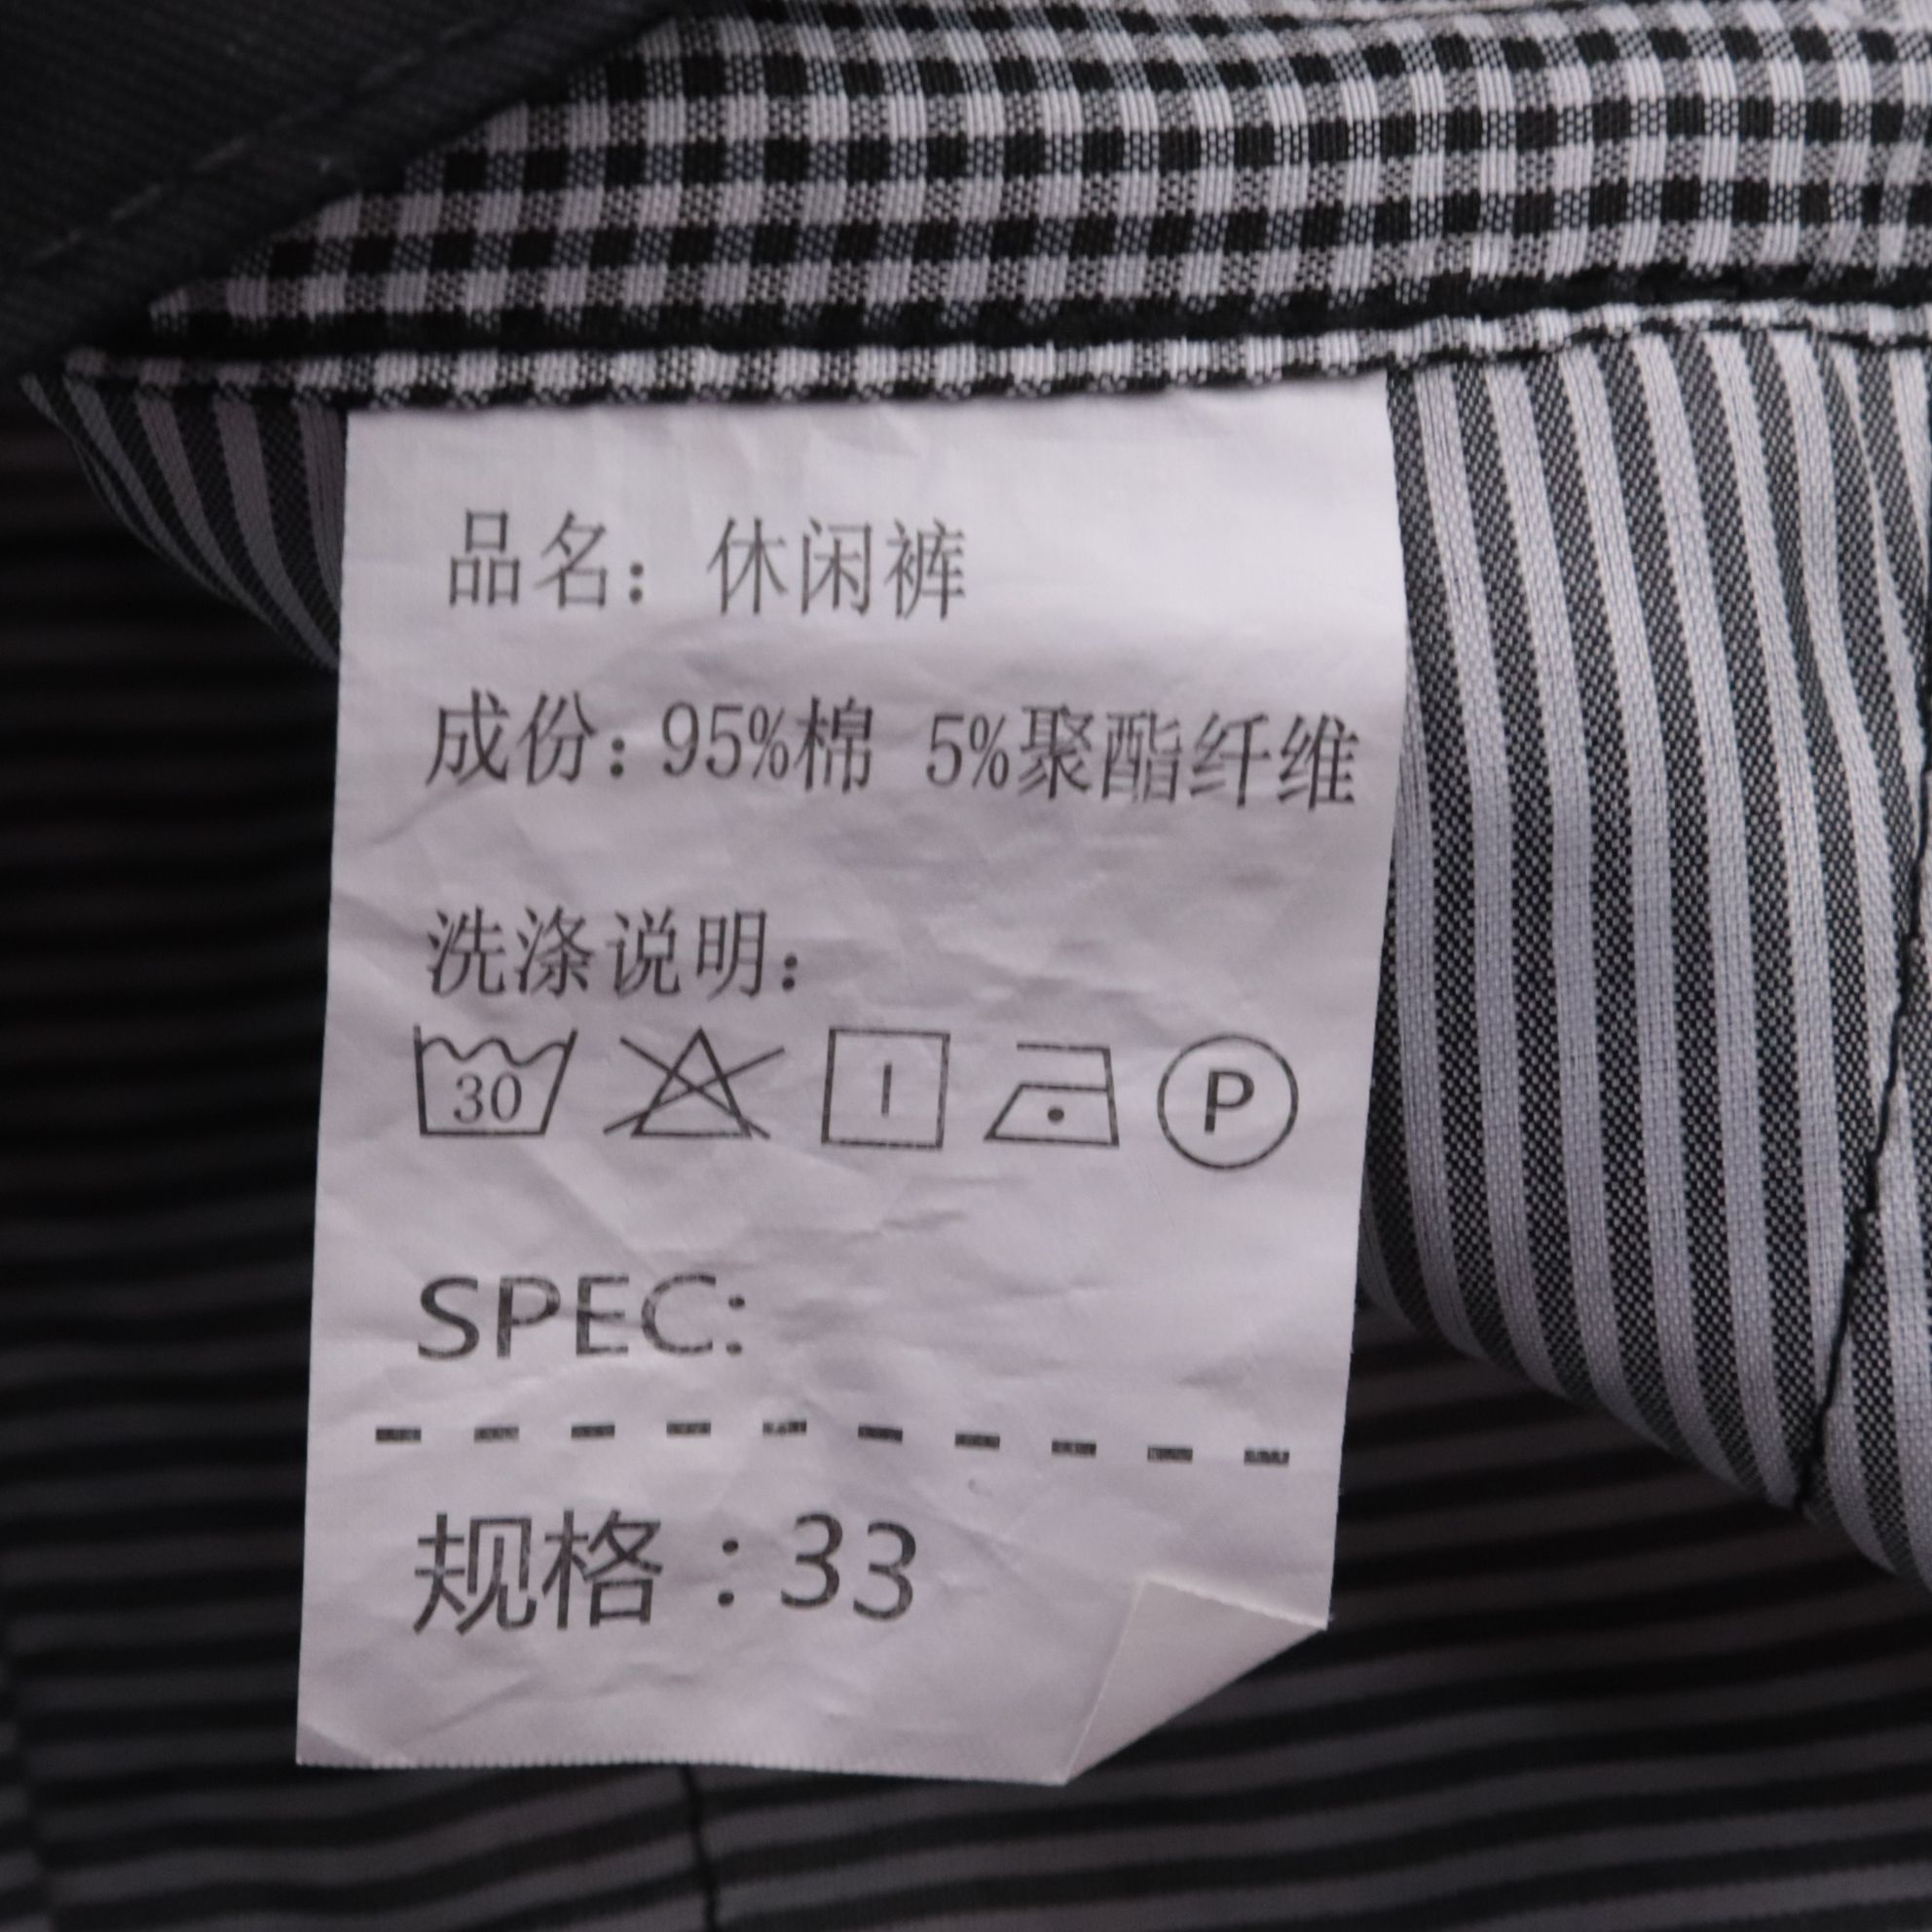 品名：休闲裤
成份：95%棉 5%聚酯纤维
洗涤说明：
30 P
SPEC:
规格：33